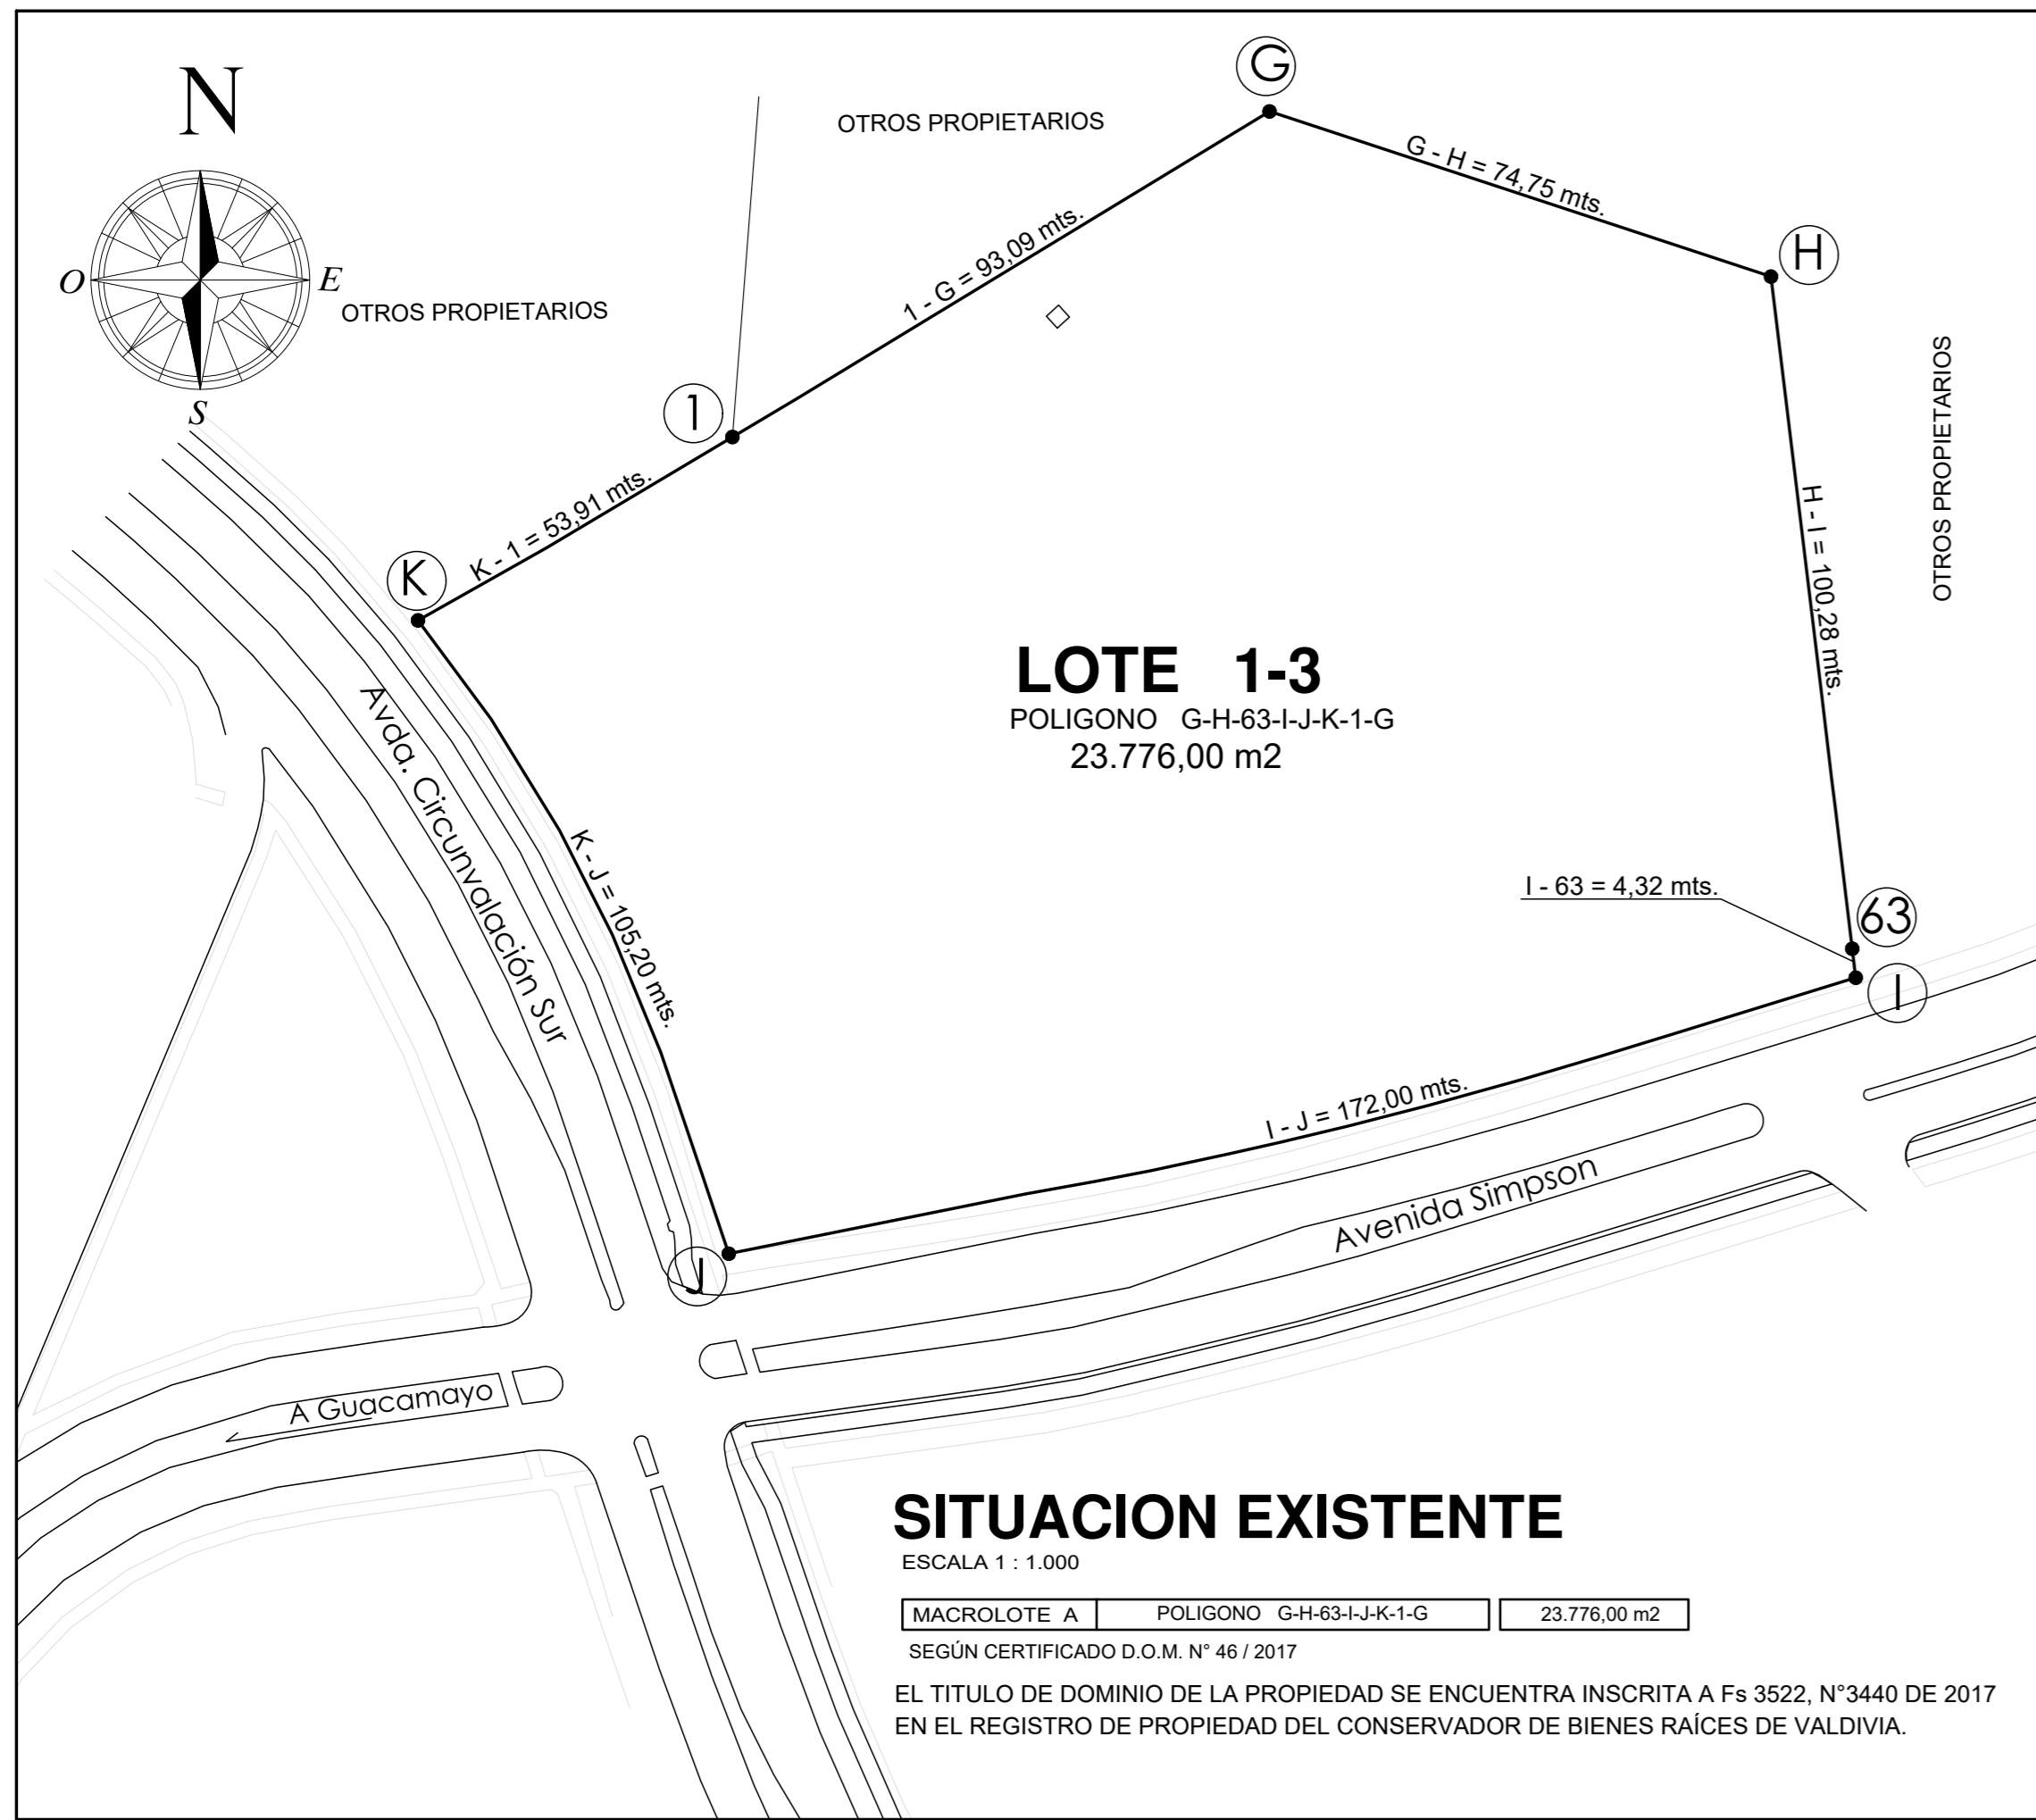 N
O
E
S
OTROS PROPIETARIOS
OTROS PROPIETARIOS
OTROS PROPIETARIOS
G
H
1
K
63
I
J
G - H = 74,75 mts.
1 - G = 93,09 mts.
K - 1 = 53,91 mts.
H - I = 100,28 mts.
I - 63 = 4,32 mts.
K - J = 105,20 mts.
I - J = 172,00 mts.
LOTE 1-3
POLIGONO G-H-63-I-J-K-1-G
23.776,00 m2
Avda. Circunvalación Sur
Avenida Simpson
A Guacamayo
SITUACION EXISTENTE
ESCALA 1 : 1.000
MACROLOTE A POLIGONO G-H-63-I-J-K-1-G 23.776,00 m2
SEGÚN CERTIFICADO D.O.M. N° 46 / 2017
EL TITULO DE DOMINIO DE LA PROPIEDAD SE ENCUENTRA INSCRITA A Fs 3522, N°3440 DE 2017
EN EL REGISTRO DE PROPIEDAD DEL CONSERVADOR DE BIENES RAÍCES DE VALDIVIA.